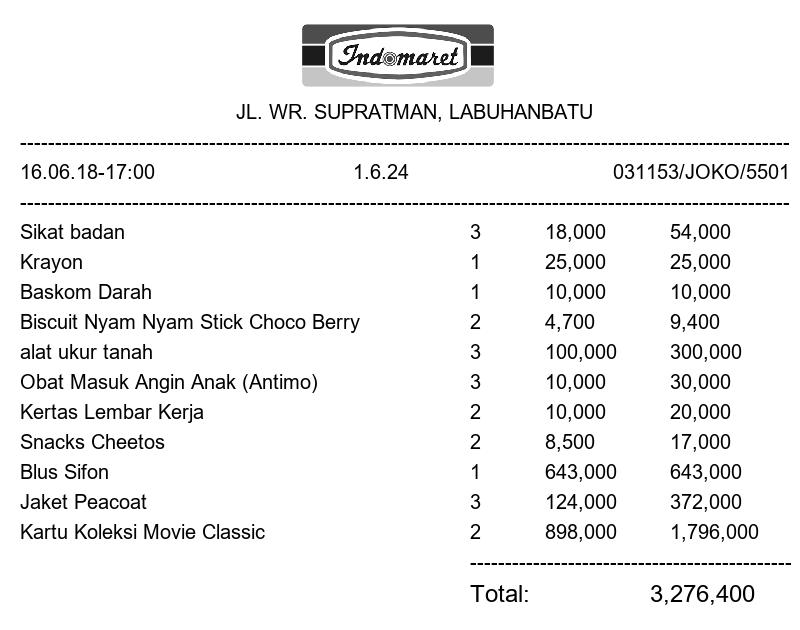 Indomaret
JL. WR. SUPRATMAN, LABUHANBATU
16.06.18-17:00 1.6.24 031153/JOKO/5501
Sikat badan 3 18,000 54,000
Krayon 1 25,000 25,000
Baskom Darah 1 10,000 10,000
Biscuit Nyam Nyam Stick Choco Berry 2 4,700 9,400
alat ukur tanah 3 100,000 300,000
Obat Masuk Angin Anak (Antimo) 3 10,000 30,000
Kertas Lembar Kerja 2 10,000 20,000
Snacks Cheetos 2 8,500 17,000
Blus Sifon 1 643,000 643,000
Jaket Peacoat 3 124,000 372,000
Kartu Koleksi Movie Classic 2 898,000 1,796,000
Total: 3,276,400